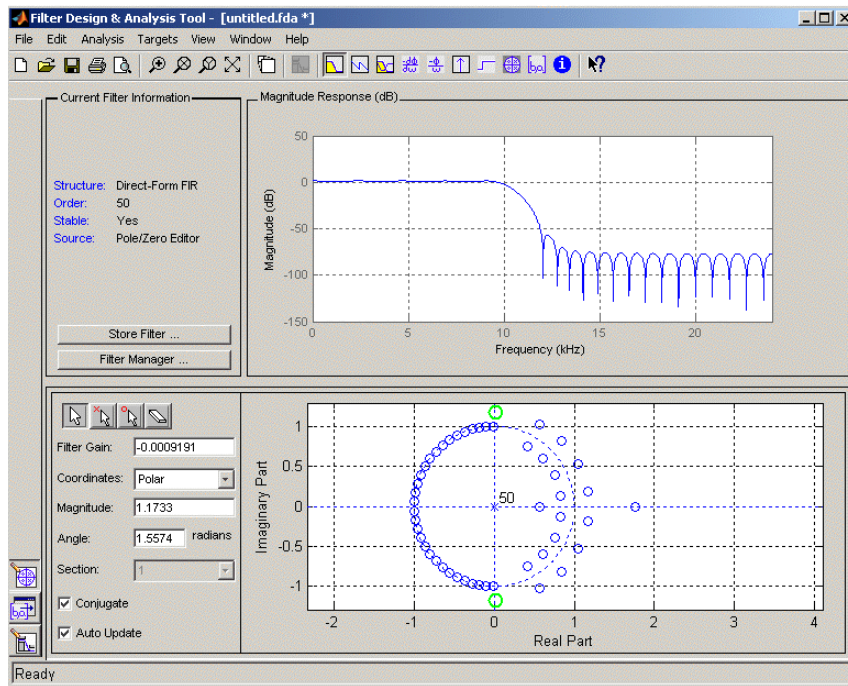 Filter Design & Analysis Tool - [untitled.fda *]
File Edit Analysis Targets View Window Help
Current Filter Information
Structure: Direct-Form FIR
Order: 50
Stable: Yes
Source: Pole/Zero Editor
Store Filter ...
Filter Manager ...
Magnitude Response (dB)
50
0
-50
-100
-150
Magnitude (dB)
0 5 10 15 20
Frequency (kHz)
Filter Gain: -0.0009191
Coordinates: Polar
Magnitude: 1.1733
Angle: 1.5574 radians
Section: 1
Conjugate
Auto Update
1
0.5
0
-0.5
-1
Imaginary Part
50
-2 -1 0 1 2 3 4
Real Part
Ready